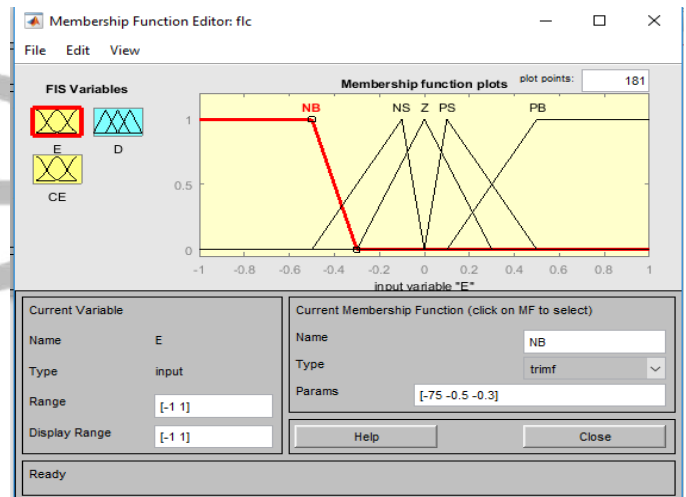 Membership Function Editor: flc
File Edit View
FIS Variables
E
D
CE
Membership function plots
plot points:
181
NB NS Z PS PB
1
0.5
0
-1 -0.8 -0.6 -0.4 -0.2 0 0.2 0.4 0.6 0.8 1
input variable "E"
Current Variable
Name E
Type input
Range [-1 1]
Display Range [-1 1]
Current Membership Function (click on MF to select)
Name NB
Type trimf
Params [-75 -0.5 -0.3]
Help Close
Ready